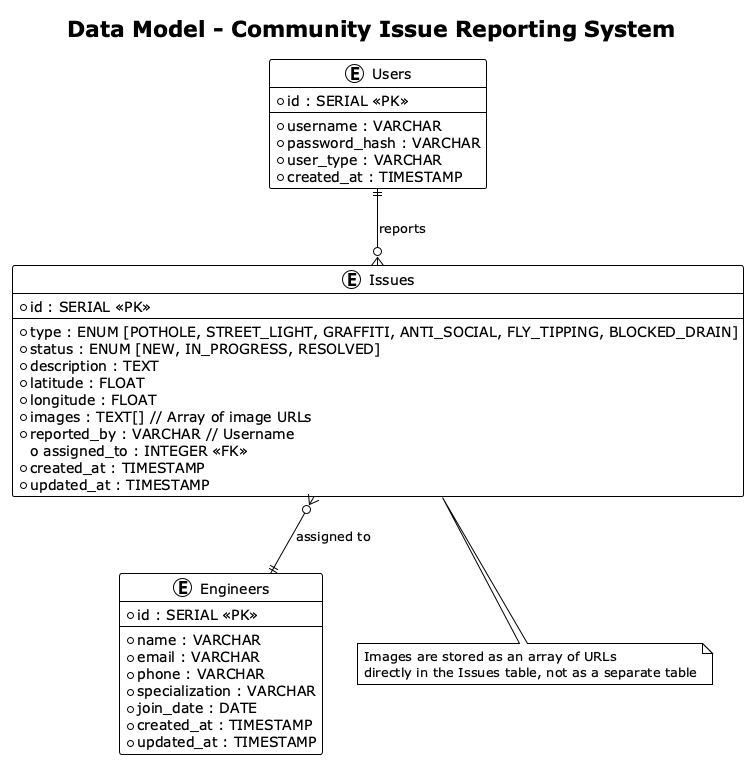 Data Model - Community Issue Reporting System
E Users
id : SERIAL «PK»
username : VARCHAR
password_hash : VARCHAR
user_type : VARCHAR
created_at : TIMESTAMP
reports
E Issues
id : SERIAL «PK»
type : ENUM [POTHOLE, STREET_LIGHT, GRAFFITI, ANTI_SOCIAL, FLY_TIPPING, BLOCKED_DRAIN]
status : ENUM [NEW, IN_PROGRESS, RESOLVED]
description : TEXT
latitude : FLOAT
longitude : FLOAT
images : TEXT[] // Array of image URLs
reported_by : VARCHAR // Username
o assigned_to : INTEGER «FK»
created_at : TIMESTAMP
updated_at : TIMESTAMP
assigned to
E Engineers
id : SERIAL «PK»
name : VARCHAR
email : VARCHAR
phone : VARCHAR
specialization : VARCHAR
join_date : DATE
created_at : TIMESTAMP
updated_at : TIMESTAMP
Images are stored as an array of URLs
directly in the Issues table, not as a separate table